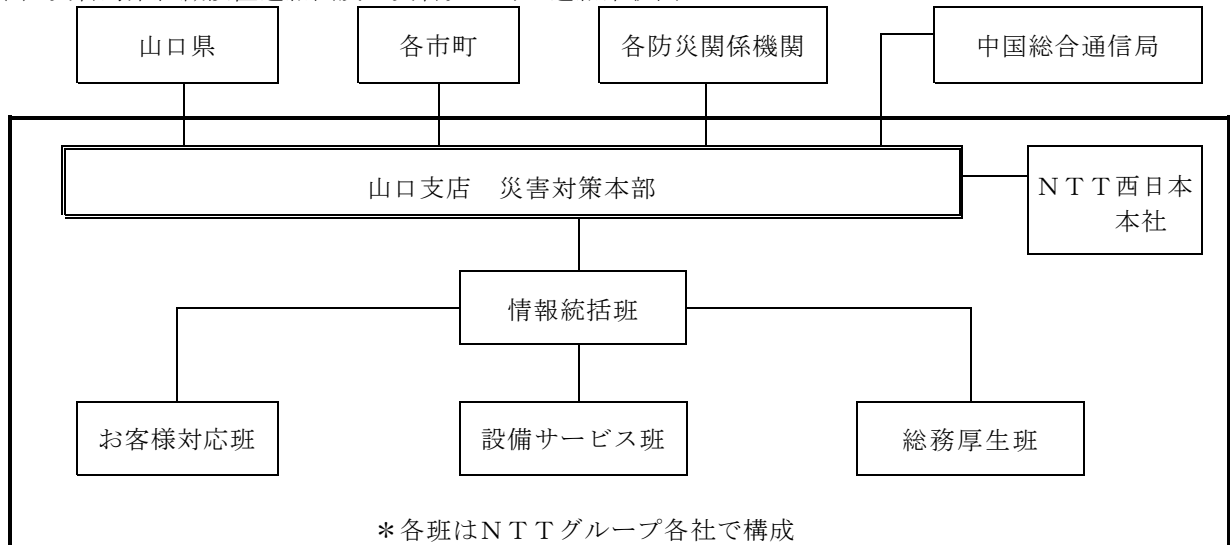 山口県
各市町
各防災関係機関
中国総合通信局
山口支店　災害対策本部
ＮＴＴ西日本
本社
情報統括班
お客様対応班
設備サービス班
総務厚生班
＊各班はＮＴＴグループ各社で構成